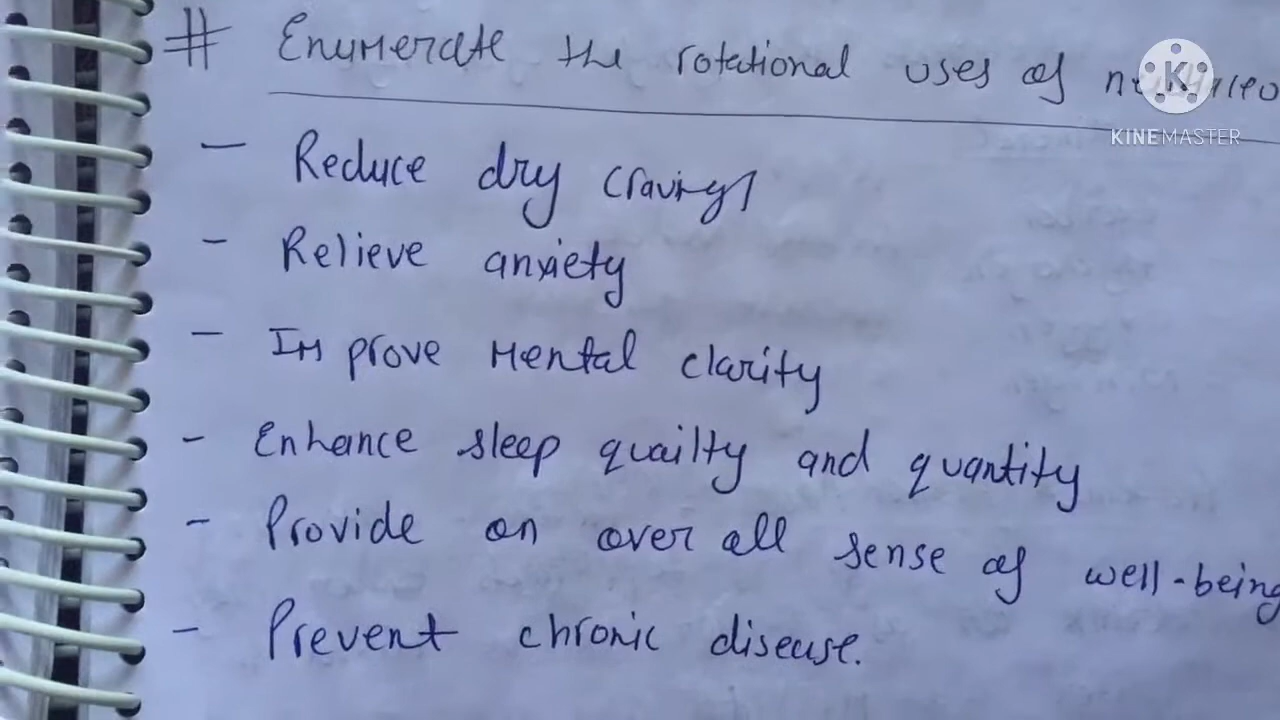 # Enumerate the rotational uses of
KINEMASTER
- Reduce dry cravings
- Relieve anxiety
- Improve mental clarity
- Enhance sleep quailty and quantity
- Provide an over all sense of well-being
- Prevent chronic disease.